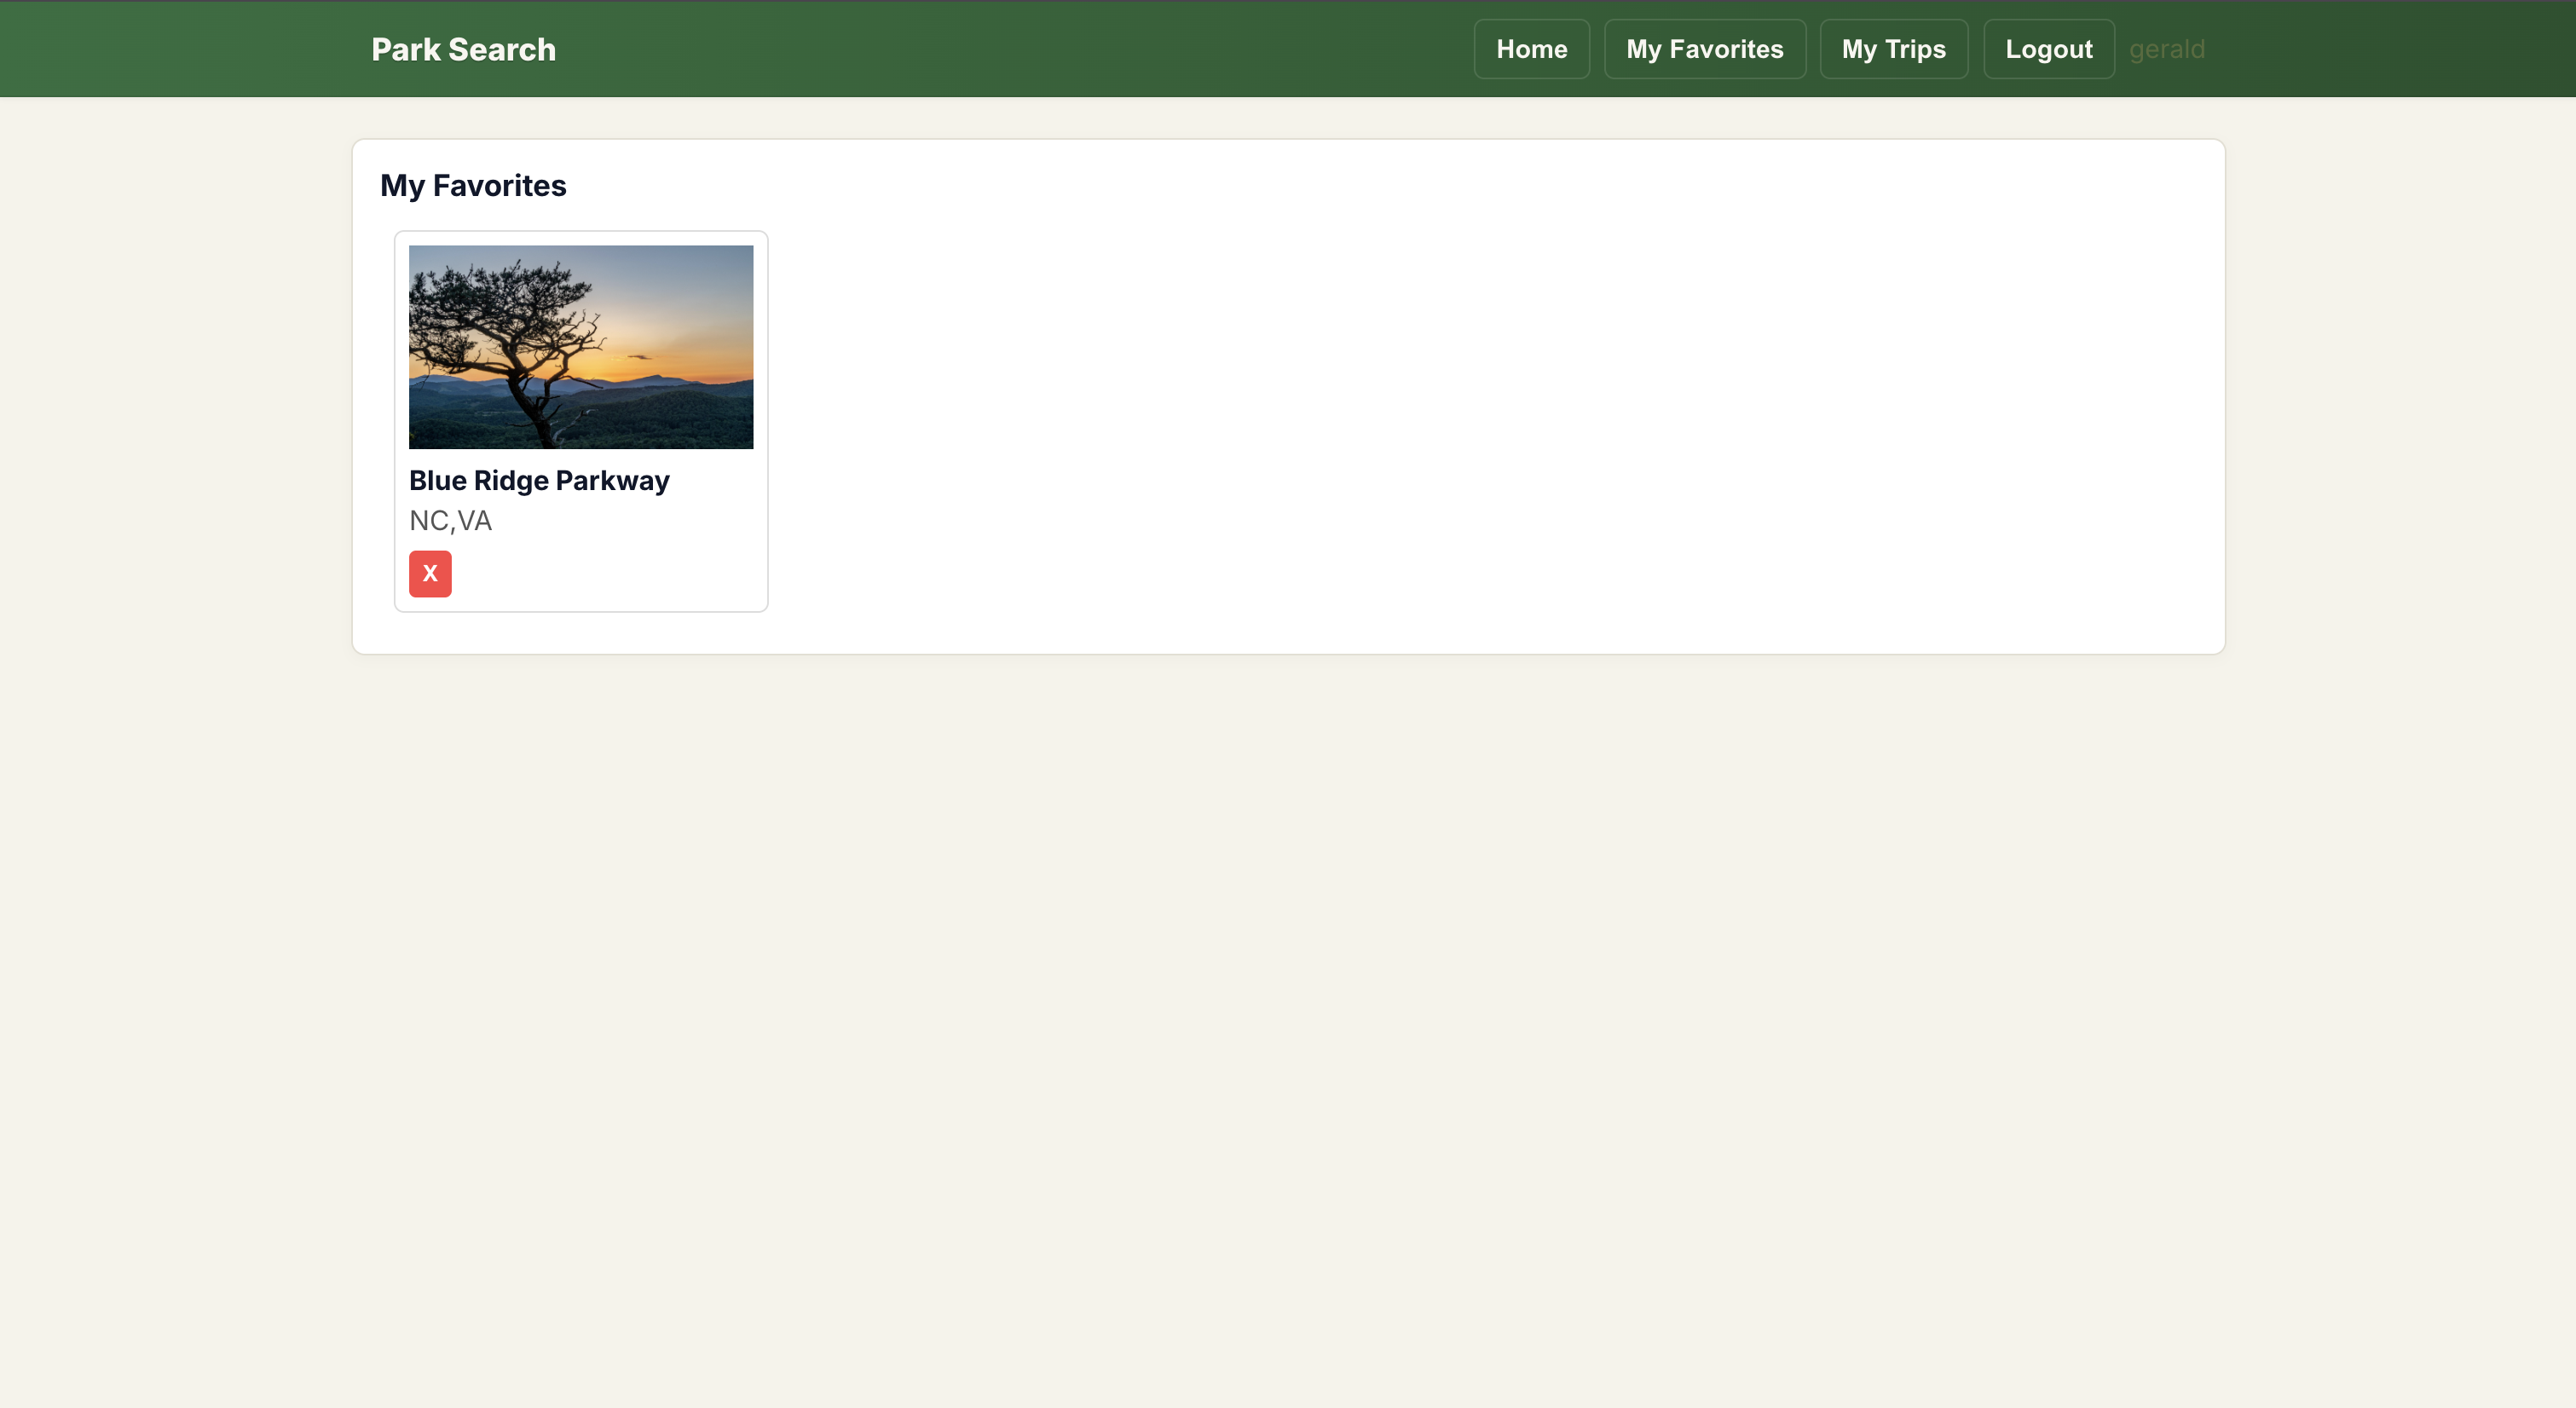 Park Search
Home
My Favorites
My Trips
Logout
gerald
My Favorites
Blue Ridge Parkway
NC,VA
X